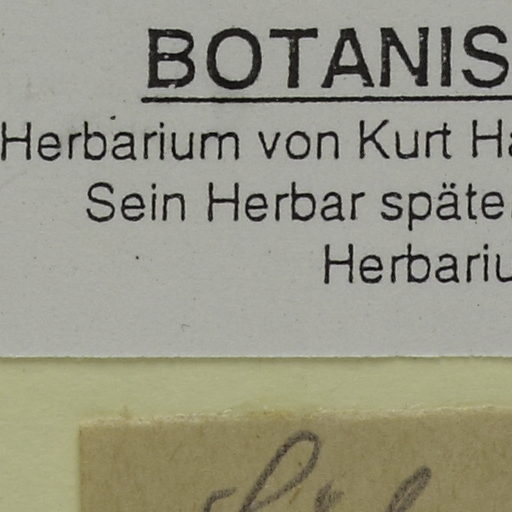 BOTANIS
Herbarium von Kurt Ha
Sein Herbar späte
Herbariu